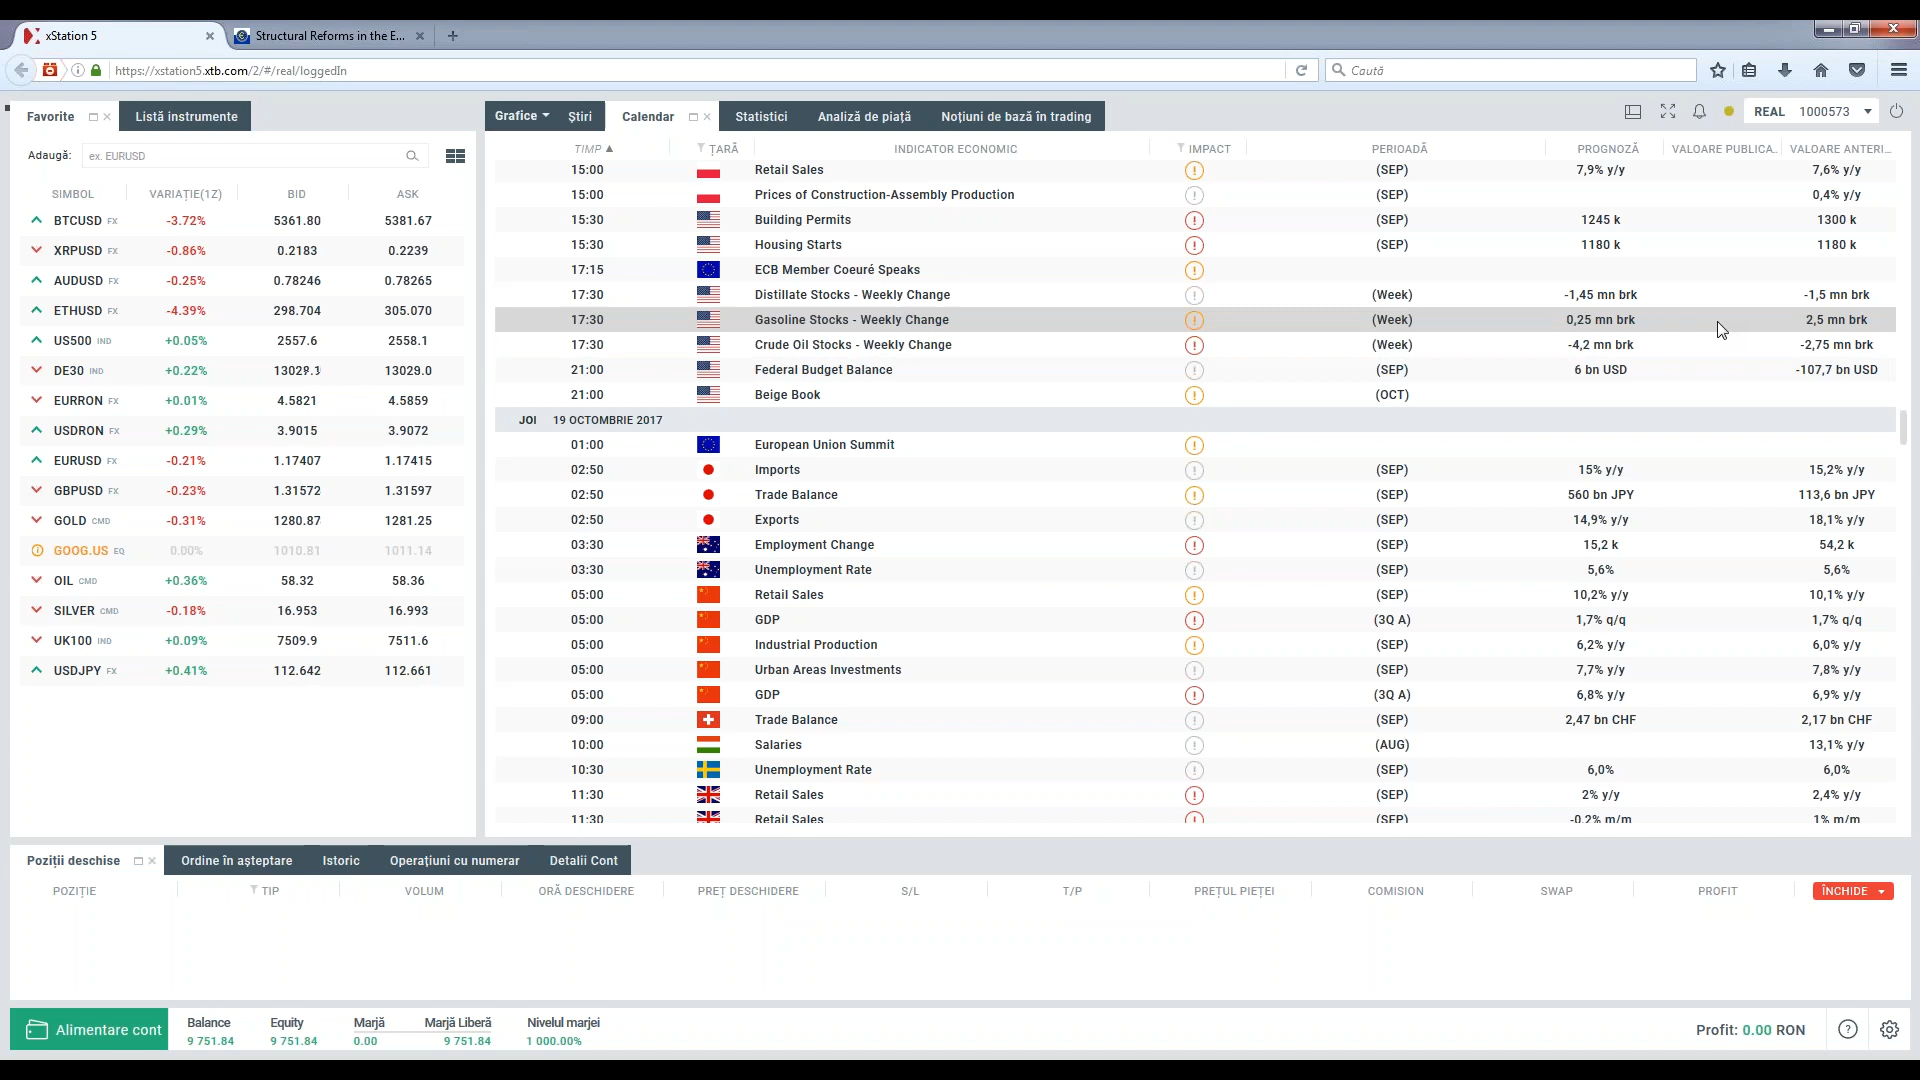 xStation 5
Structural Reforms in the E...
https://xstation5.xtb.com/2/#/real/loggedIn
Caută
Favorite
Listă instrumente
Adaugă: ex. EURUSD
SIMBOL VARIAȚIE(1Z) BID ASK
BTCUSD FX -3.72% 5361.80 5381.67
XRPUSD FX -0.86% 0.2183 0.2239
AUDUSD FX -0.25% 0.78246 0.78265
ETHUSD FX -4.39% 298.704 305.070
US500 IND +0.05% 2557.6 2558.1
DE30 IND +0.22% 13029.0
EURRON FX +0.01% 4.5821 4.5859
USDRON FX +0.29% 3.9015 3.9072
EURUSD FX -0.21% 1.17407 1.17415
GBPUSD FX -0.23% 1.31572 1.31597
GOLD CMD -0.31% 1280.87 1281.25
GOOG.US EQ 0.00% 1010.81 1011.14
OIL CMD +0.36% 58.32 58.36
SILVER CMD -0.18% 16.953 16.993
UK100 IND +0.09% 7509.9 7511.6
USDJPY FX +0.41% 112.642 112.661
Grafice Știri Calendar Statistici Analiză de piață Noțiuni de bază în trading
REAL 1000573
TIMP ȚARĂ INDICATOR ECONOMIC IMPACT PERIOADĂ PROGNOZĂ VALOARE PUBLICA.. VALOARE ANTERI...
15:00 Retail Sales (SEP) 7,9% y/y 7,6% y/y
15:00 Prices of Construction-Assembly Production (SEP) 0,4% y/y
15:30 Building Permits (SEP) 1245 k 1300 k
15:30 Housing Starts (SEP) 1180 k 1180 k
17:15 ECB Member Coeuré Speaks
17:30 Distillate Stocks - Weekly Change (Week) -1,45 mn brk -1,5 mn brk
17:30 Gasoline Stocks - Weekly Change (Week) 0,25 mn brk 2,5 mn brk
17:30 Crude Oil Stocks - Weekly Change (Week) -4,2 mn brk -2,75 mn brk
21:00 Federal Budget Balance (SEP) 6 bn USD -107,7 bn USD
21:00 Beige Book (OCT)
JOI 19 OCTOMBRIE 2017
01:00 European Union Summit
02:50 Imports (SEP) 15% y/y 15,2% y/y
02:50 Trade Balance (SEP) 560 bn JPY 113,6 bn JPY
02:50 Exports (SEP) 14,9% y/y 18,1% y/y
03:30 Employment Change (SEP) 15,2 k 54,2 k
03:30 Unemployment Rate (SEP) 5,6% 5,6%
05:00 Retail Sales (SEP) 10,2% y/y 10,1% y/y
05:00 GDP (3Q A) 1,7% q/q 1,7% q/q
05:00 Industrial Production (SEP) 6,2% y/y 6,0% y/y
05:00 Urban Areas Investments (SEP) 7,7% y/y 7,8% y/y
05:00 GDP (3Q A) 6,8% y/y 6,9% y/y
09:00 Trade Balance (SEP) 2,47 bn CHF 2,17 bn CHF
10:00 Salaries (AUG) 13,1% y/y
10:30 Unemployment Rate (SEP) 6,0% 6,0%
11:30 Retail Sales (SEP) 2% y/y 2,4% y/y
11:30 Retail Sales (SEP) -0,2% m/m 1% m/m
Poziții deschise Ordine în așteptare Istoric Operațiuni cu numerar Detalii Cont
POZIȚIE TIP VOLUM ORĂ DESCHIDERE PREȚ DESCHIDERE S/L T/P PREȚUL PIEȚEI COMISION SWAP PROFIT ÎNCHIDE
Alimentare cont
Balance Equity Marjă Marjă Liberă Nivelul marjei
9 751.84 9 751.84 0.00 9 751.84 1 000.00%
Profit: 0.00 RON